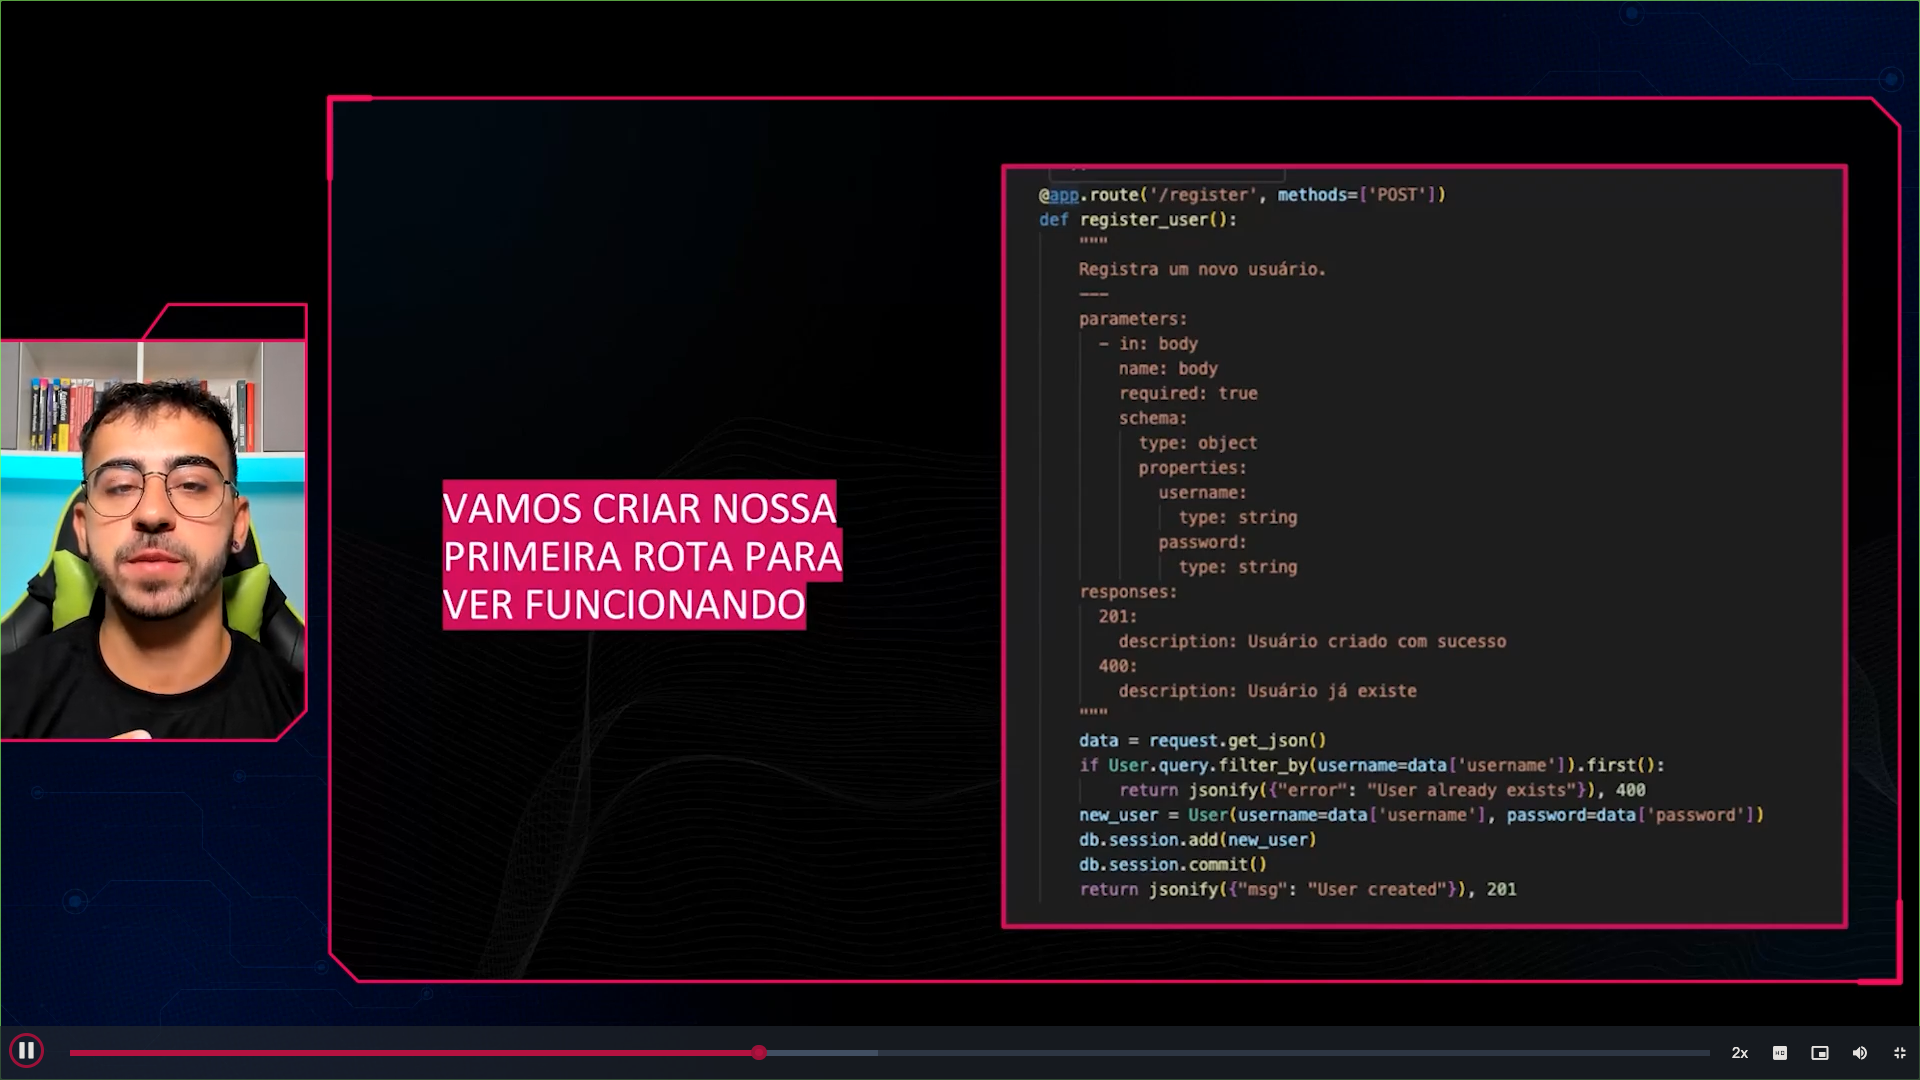 VAMOS CRIAR NOSSA
PRIMEIRA ROTA PARA
VER FUNCIONANDO
@app.route('/register', methods=['POST'])
def register_user():
"""
Registra um novo usuário.
---
parameters:
- in: body
name: body
required: true
schema:
type: object
properties:
username:
type: string
password:
type: string
responses:
201:
description: Usuário criado com sucesso
400:
description: Usuário já existe
"""
data = request.get_json()
if User.query.filter_by(username=data['username']).first():
return jsonify({"error": "User already exists"}), 400
new_user = User(username=data['username'], password=data['password'])
db.session.add(new_user)
db.session.commit()
return jsonify({"msg": "User created"}), 201
2x